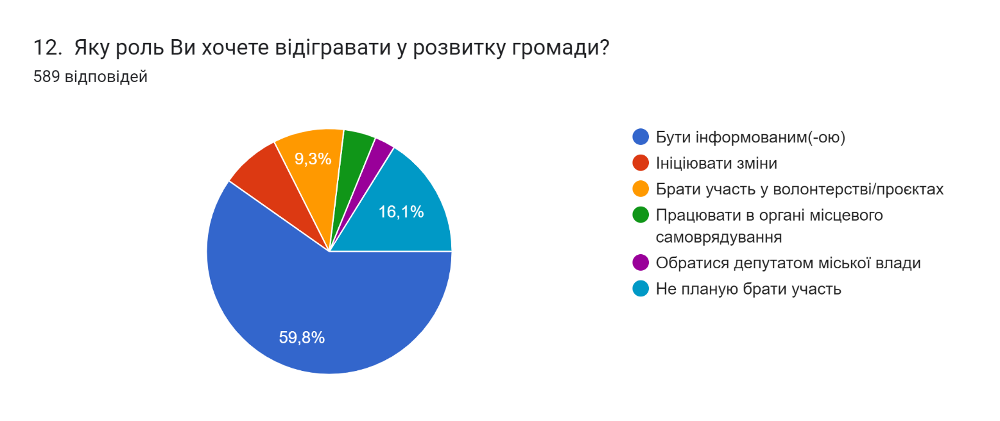 12.  Яку роль Ви хочете відігравати у розвитку громади?
589 відповідей
9,3%
16,1%
59,8%
Бути інформованим(-ою)
Ініціювати зміни
Брати участь у волонтерстві/проєктах
Працювати в органі місцевого
самоврядування
Обратися депутатом міської влади
Не планую брати участь